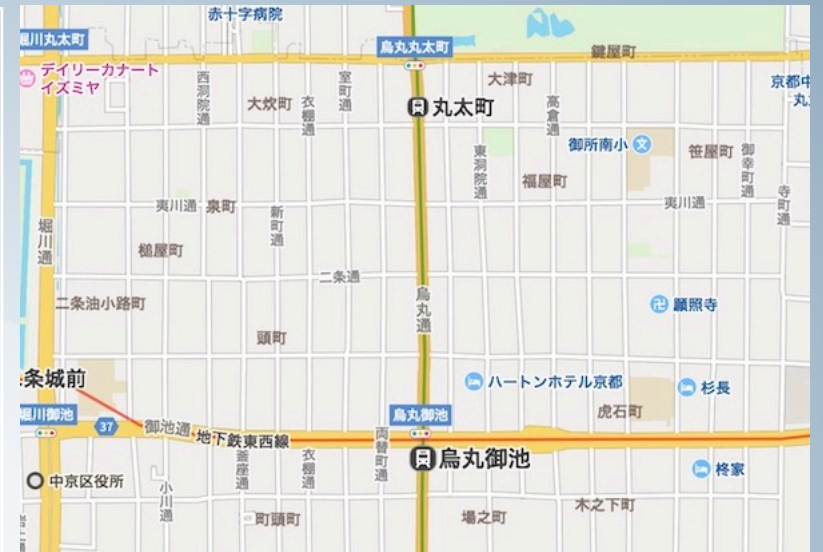 赤十字病院
堀川丸太町
烏丸丸太町
鍵屋町
デイリーカナート
イズミヤ
西洞院通
大炊町
衣棚通
室町通
丸太町
大津町
高倉通
京都中
丸
御所南小
文
東洞院通
福屋町
笹屋町
御幸町通
寺町通
夷川通
泉町
新町通
夷川通
堀川通
槌屋町
二条通
二条油小路町
烏丸通
卍
願照寺
頭町
条城前
ハートンホテル京都
杉長
堀川御池
37
御池通
地下鉄東西線
烏丸御池
虎石町
両替町通
釜座通
衣棚通
烏丸御池
中京区役所
小川通
柊家
町頭町
場之町
木之下町